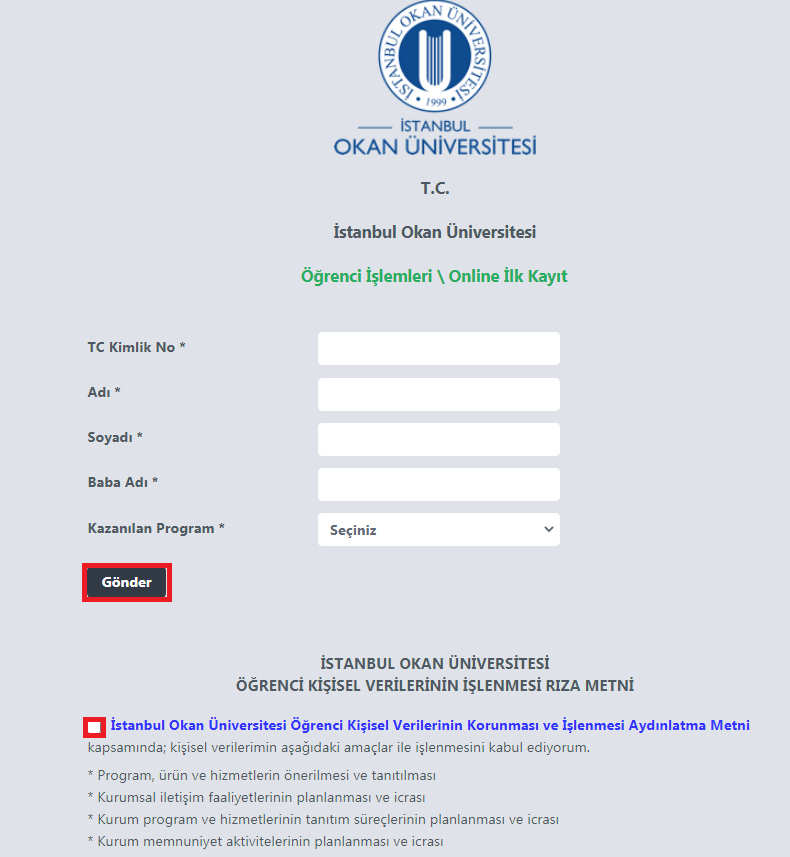 İSTANBUL OKAN ÜNİVERSİTESİ
• 1999 •
İSTANBUL
OKAN ÜNİVERSİTESİ
T.C.
İstanbul Okan Üniversitesi
Öğrenci İşlemleri \ Online İlk Kayıt
TC Kimlik No *
Adı *
Soyadı *
Baba Adı *
Kazanılan Program *
Seçiniz
Gönder
İSTANBUL OKAN ÜNİVERSİTESİ
ÖĞRENCİ KİŞİSEL VERİLERİNİN İŞLENMESİ RIZA METNİ
İstanbul Okan Üniversitesi Öğrenci Kişisel Verilerinin Korunması ve İşlenmesi Aydınlatma Metni
kapsamında; kişisel verilerimin aşağıdaki amaçlar ile işlenmesini kabul ediyorum.
* Program, ürün ve hizmetlerin önerilmesi ve tanıtılması
* Kurumsal iletişim faaliyetlerinin planlanması ve icrası
* Kurum program ve hizmetlerinin tanıtım süreçlerinin planlanması ve icrası
* Kurum memnuniyet aktivitelerinin planlanması ve icrası